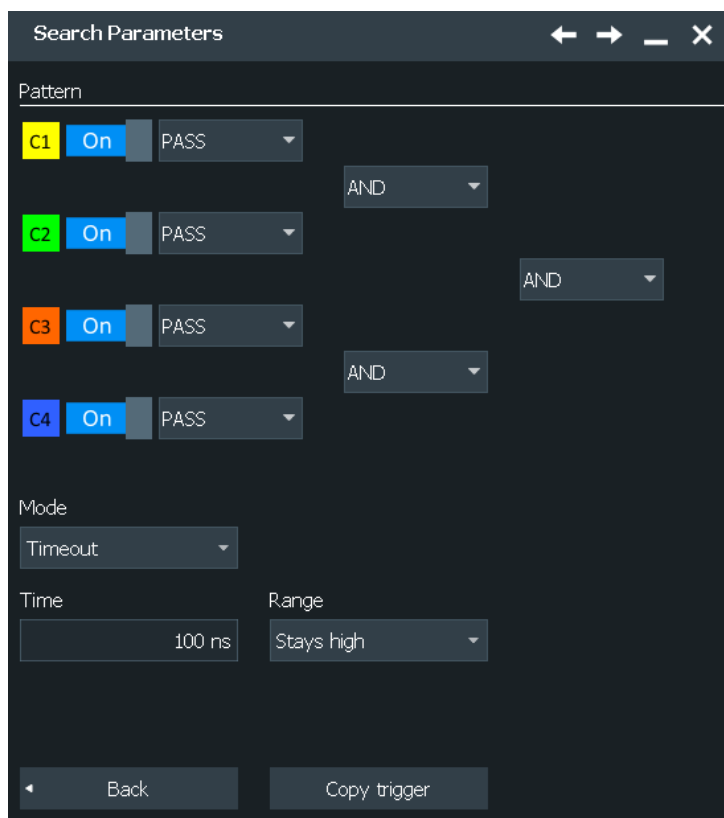 Search Parameters
Pattern
C1 On PASS
AND
C2 On PASS
AND
C3 On PASS
AND
C4 On PASS
Mode
Timeout
Time Range
100 ns Stays high
Back Copy trigger